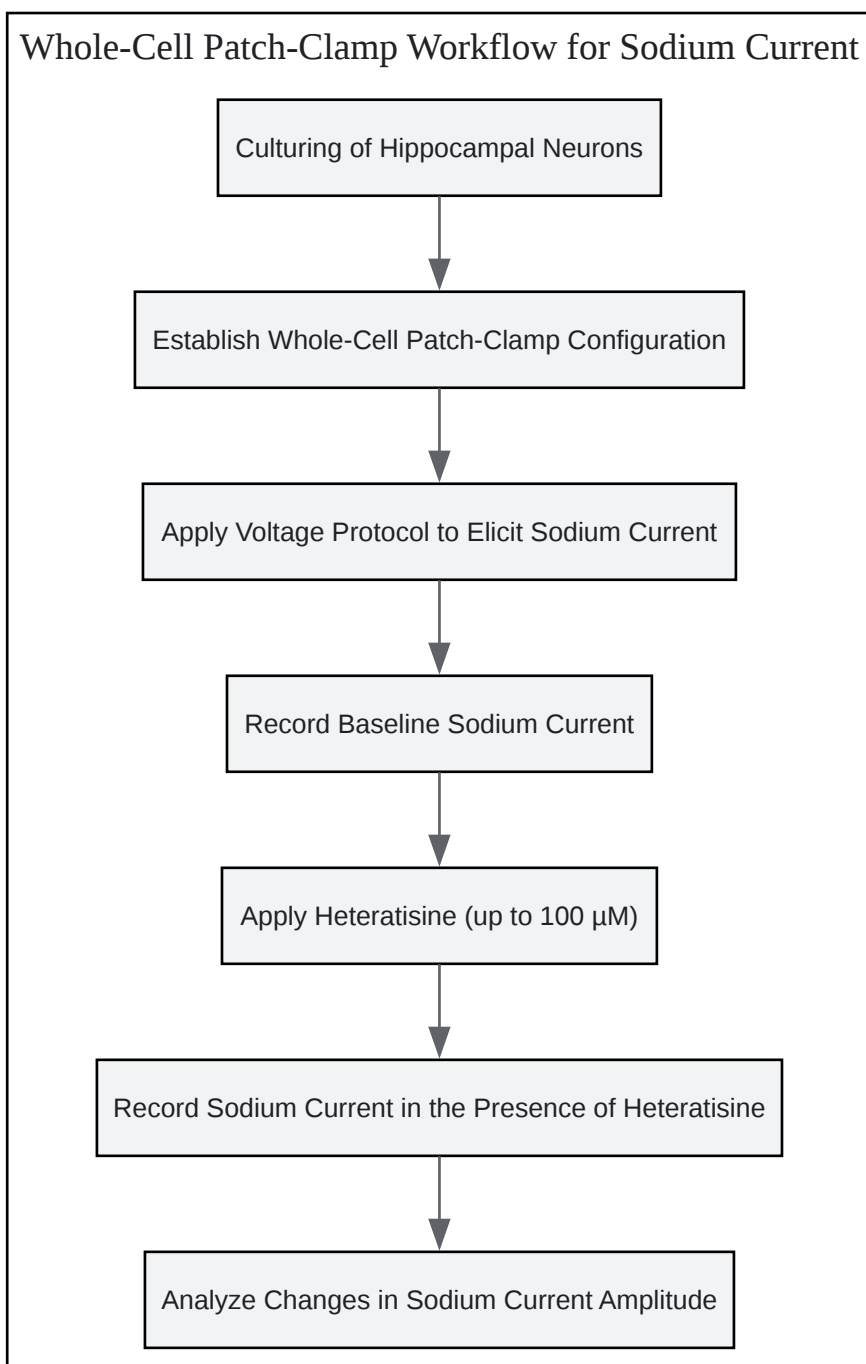 Whole-Cell Patch-Clamp Workflow for Sodium Current
Culturing of Hippocampal Neurons
Establish Whole-Cell Patch-Clamp Configuration
Apply Voltage Protocol to Elicit Sodium Current
Record Baseline Sodium Current
Apply Heteratisine (up to 100 µM)
Record Sodium Current in the Presence of Heteratisine
Analyze Changes in Sodium Current Amplitude